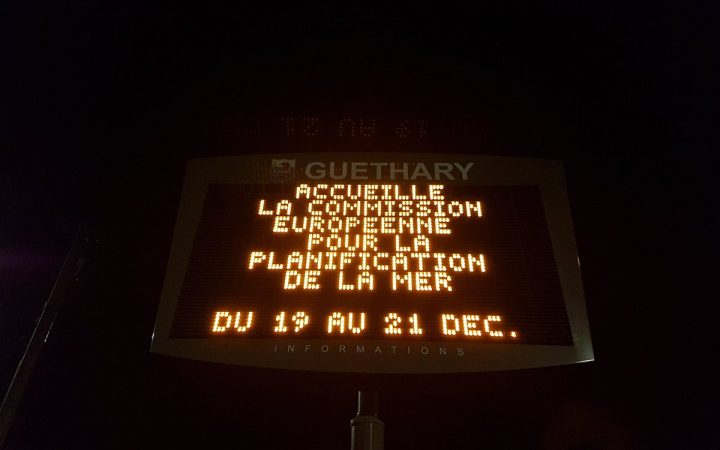 GUETHARY
ACCUEILLE
LA COMMISSION
EUROPEENNE
POUR LA
PLANIFICATION
DE LA MER
DU 19 AU 21 DEC.
INFORMATIONS